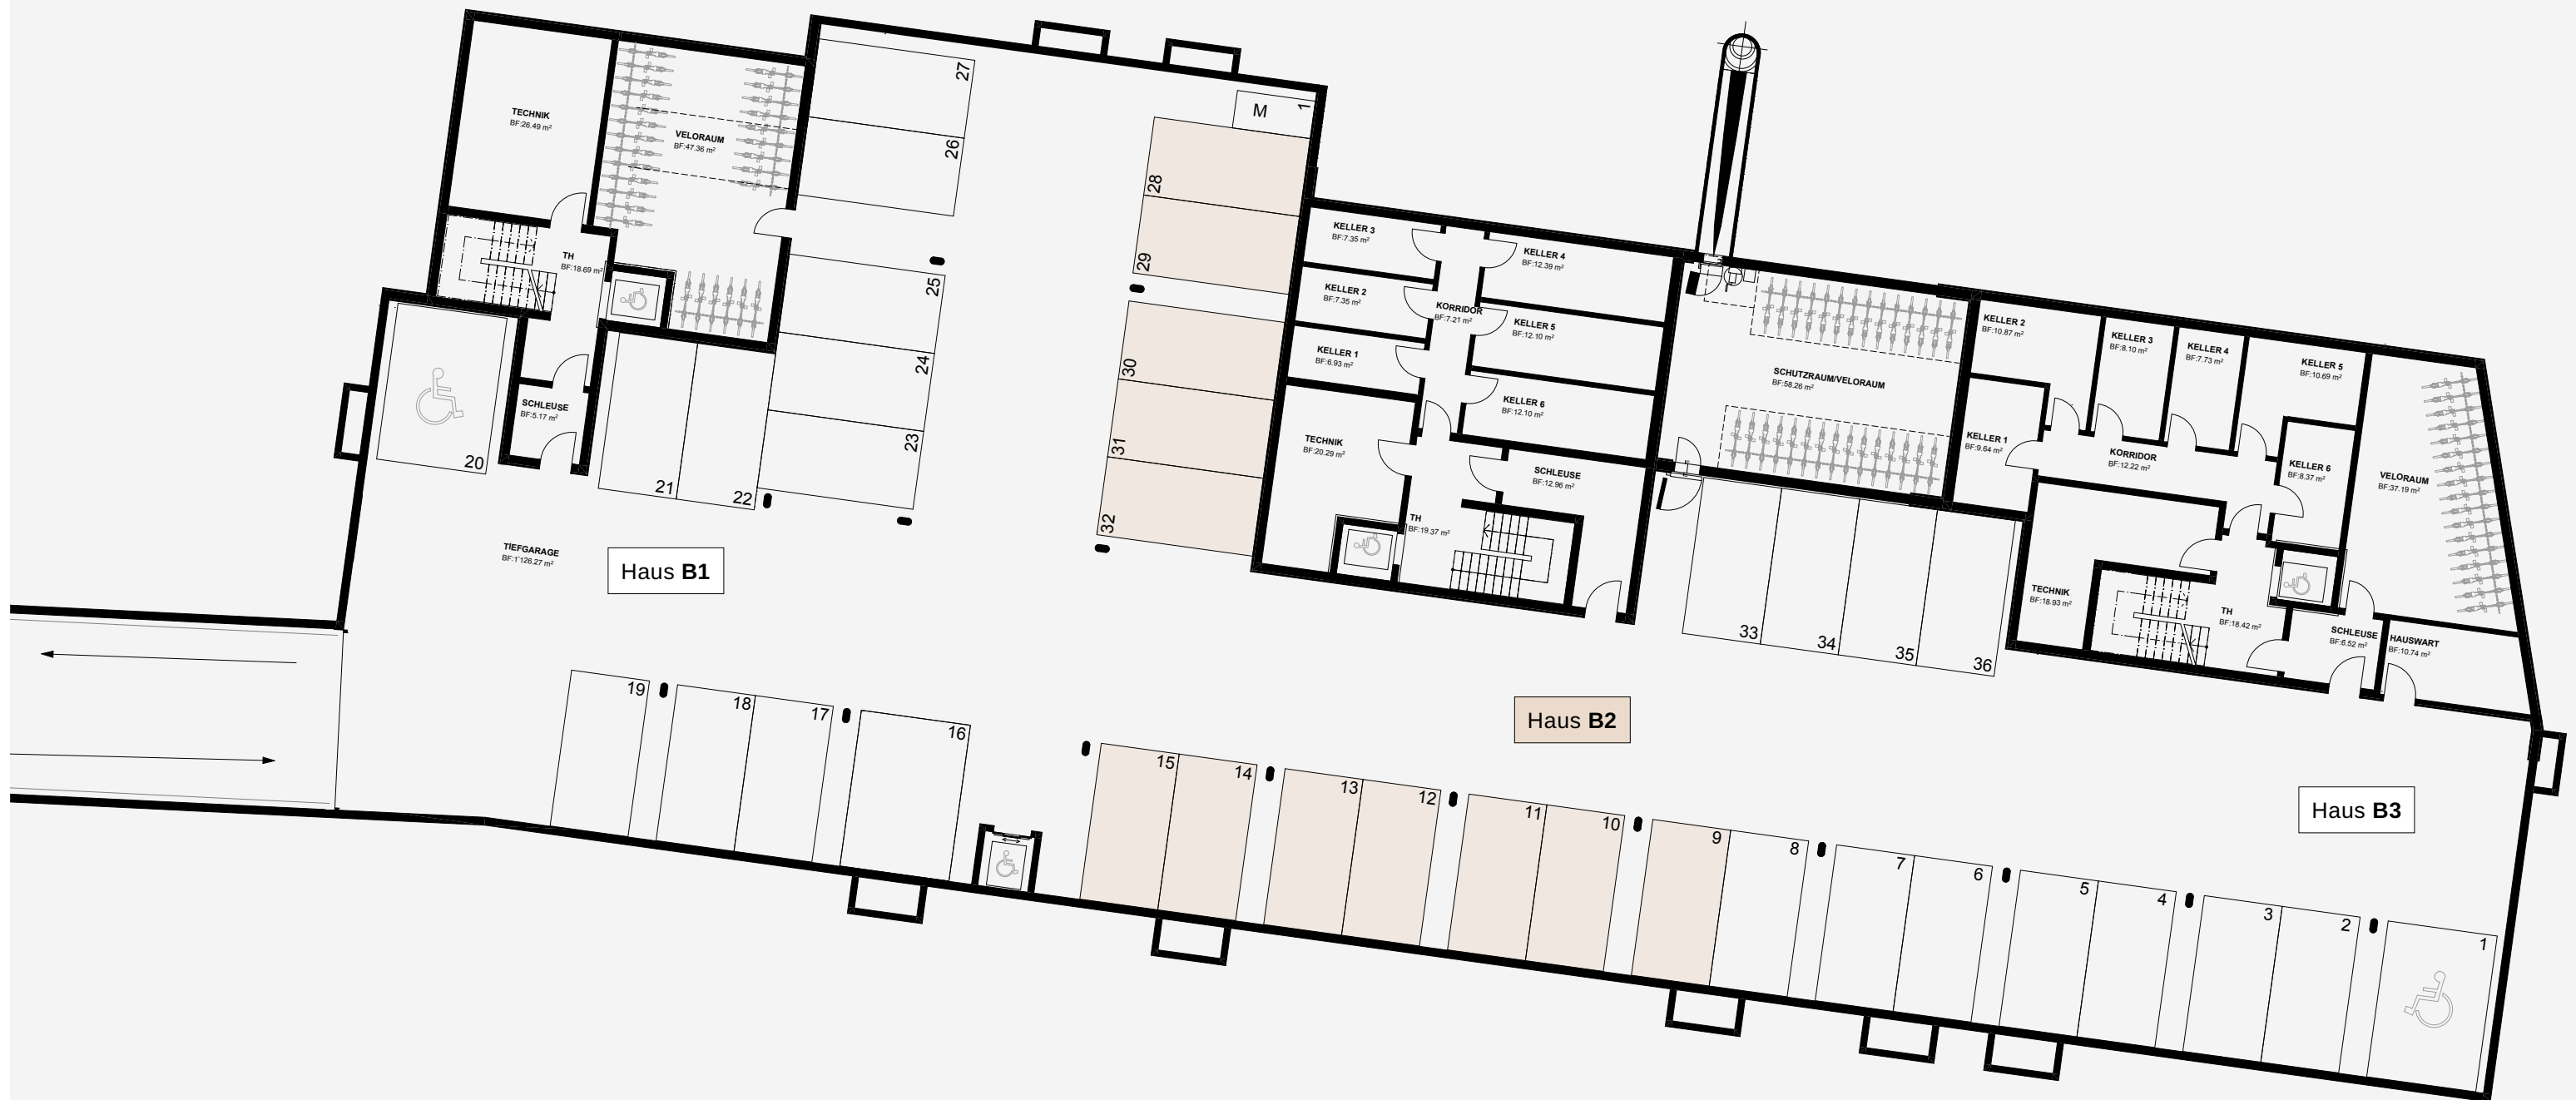 TECHNIK
BF:26.49 m²
VELORAUM
BF:47.36 m²
27
26
M
1
28
29
TH
BF:18.69 m²
25
24
23
30
31
32
SCHLEUSE
BF:5.17 m²
20
21
22
KELLER 3
BF:7.35 m²
KELLER 2
BF:7.35 m²
KELLER 1
BF:6.93 m²
KORRIDOR
BF:7.21 m²
KELLER 4
BF:12.39 m²
KELLER 5
BF:12.10 m²
KELLER 6
BF:12.10 m²
TECHNIK
BF:20.29 m²
SCHLEUSE
BF:12.96 m²
TH
BF:19.37 m²
SCHUTZRAUM/VELORAUM
BF:58.26 m²
KELLER 2
BF:10.87 m²
KELLER 3
BF:8.10 m²
KELLER 4
BF:7.73 m²
KELLER 5
BF:10.69 m²
KELLER 1
BF:9.64 m²
KORRIDOR
BF:12.22 m²
KELLER 6
BF:8.37 m²
VELORAUM
BF:37.19 m²
TECHNIK
BF:18.93 m²
TH
BF:18.42 m²
SCHLEUSE
BF:6.52 m²
HAUSWART
BF:10.74 m²
TIEFGARAGE
BF:1'126.27 m²
Haus B1
33
34
35
36
Haus B2
Haus B3
19
18
17
16
15
14
13
12
11
10
9
8
7
6
5
4
3
2
1